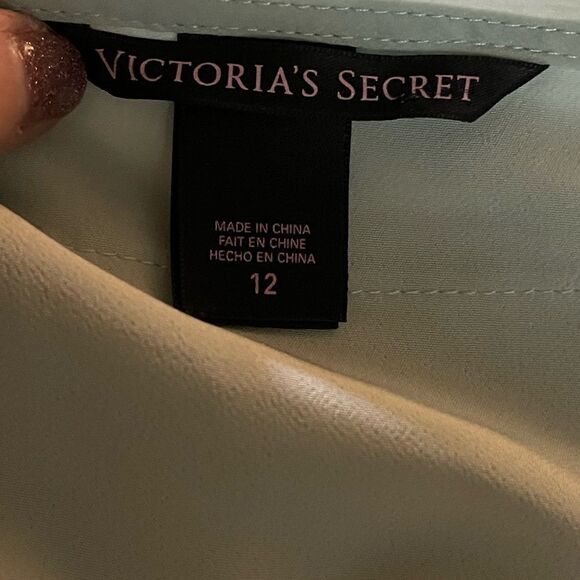 VICTORIA'S SECRET
MADE IN CHINA
FAIT EN CHINE
HECHO EN CHINA
12